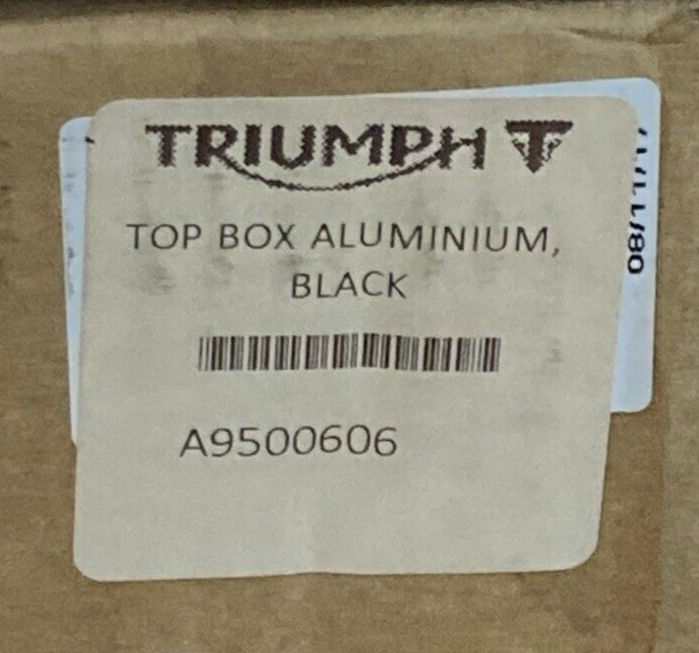 TRIUMPH
TOP BOX ALUMINIUM,
BLACK
A9500606